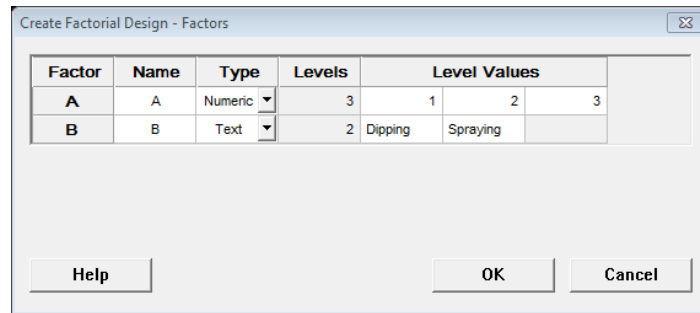 Create Factorial Design - Factors
Factor Name Type Levels Level Values
A A Numeric 3 1 2 3
B B Text 2 Dipping Spraying
Help OK Cancel